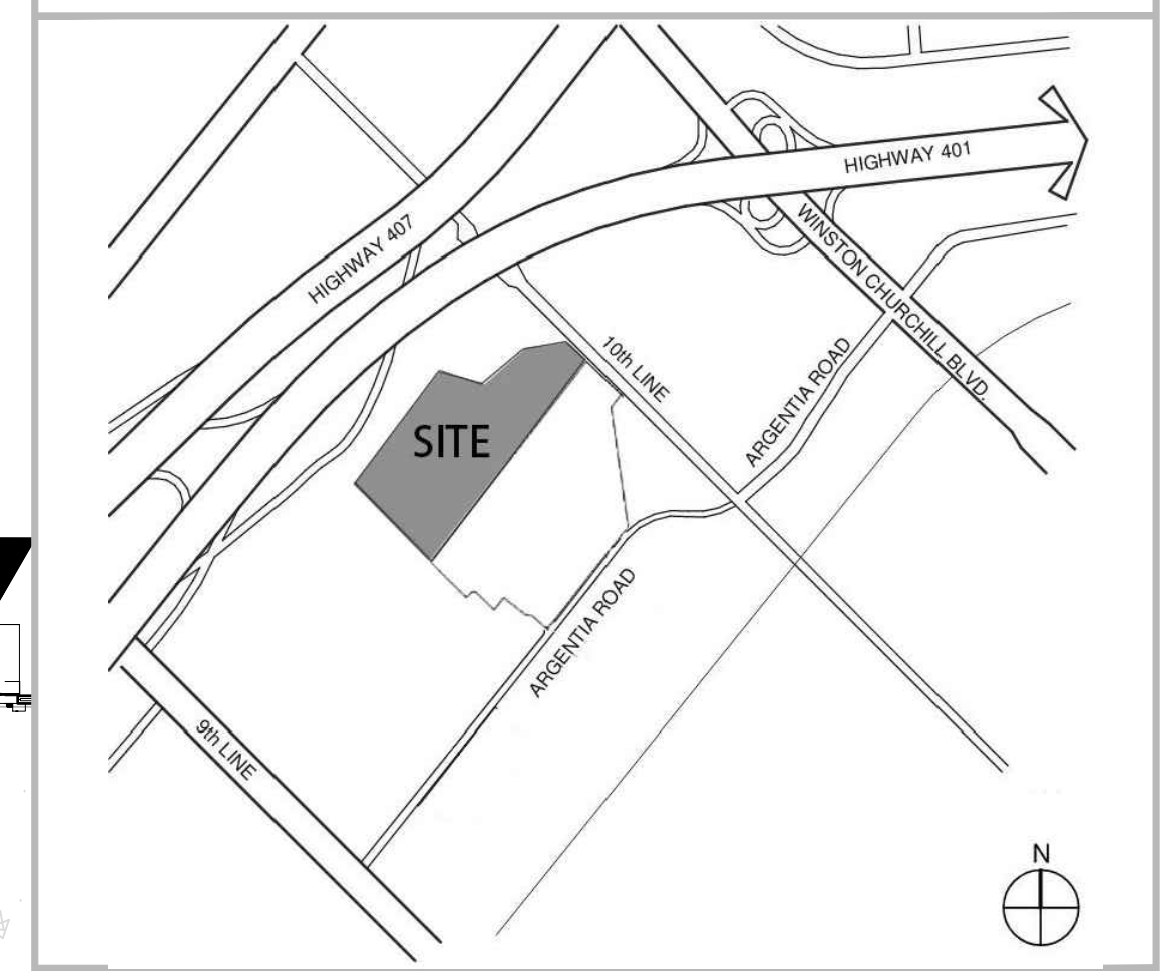 HIGHWAY 401
HIGHWAY 407
WINSTON CHURCHILL BLVD.
10th LINE
ARGENTIA ROAD
SITE
ARGENTIA ROAD
9th LINE
N